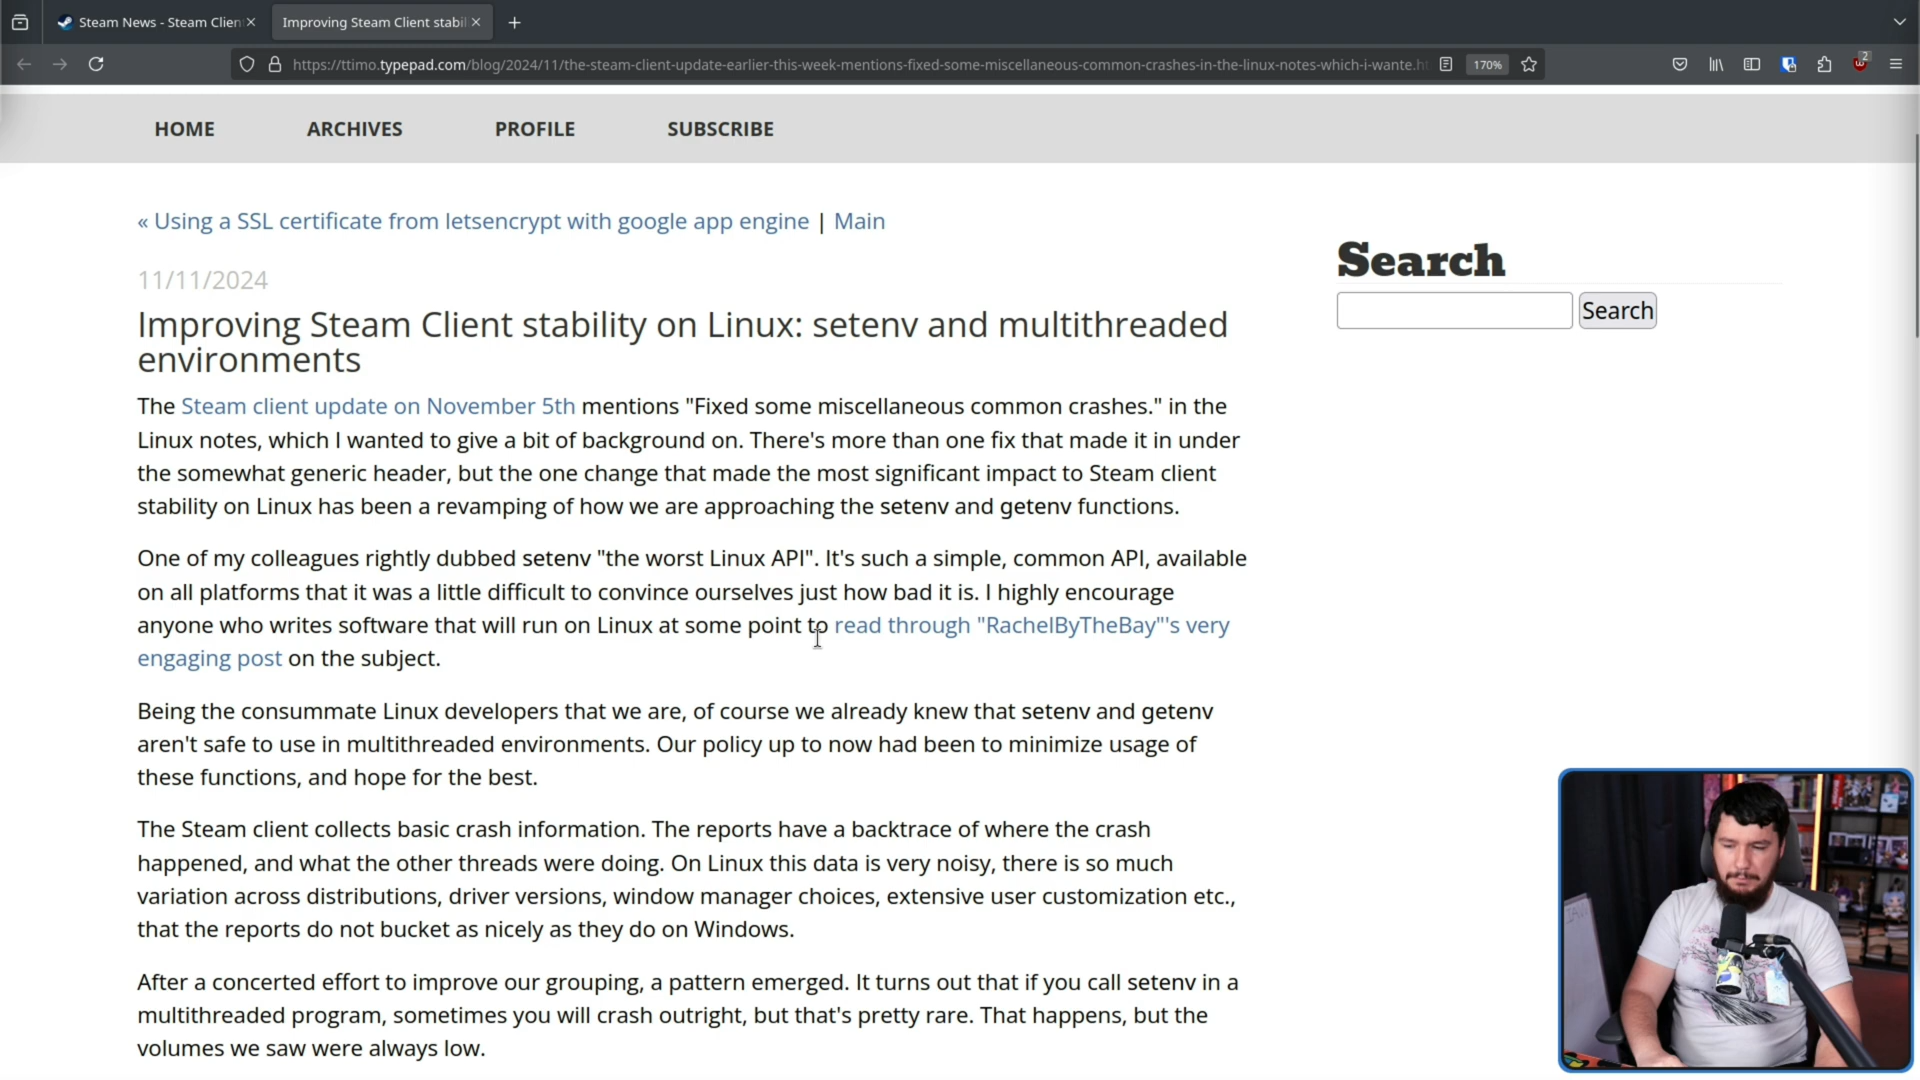 Steam News - Steam Clien
Improving Steam Client stabil
https://ttimo.typepad.com/blog/2024/11/the-steam-client-update-earlier-this-week-mentions-fixed-some-miscellaneous-common-crashes-in-the-linux-notes-which-i-wante.h
170%
2
HOME
ARCHIVES
PROFILE
SUBSCRIBE
« Using a SSL certificate from letsencrypt with google app engine | Main
11/11/2024
Improving Steam Client stability on Linux: setenv and multithreaded
environments
The Steam client update on November 5th mentions "Fixed some miscellaneous common crashes." in the
Linux notes, which I wanted to give a bit of background on. There's more than one fix that made it in under
the somewhat generic header, but the one change that made the most significant impact to Steam client
stability on Linux has been a revamping of how we are approaching the setenv and getenv functions.
One of my colleagues rightly dubbed setenv "the worst Linux API". It's such a simple, common API, available
on all platforms that it was a little difficult to convince ourselves just how bad it is. I highly encourage
anyone who writes software that will run on Linux at some point to read through "RachelByTheBay"'s very
engaging post on the subject.
Being the consummate Linux developers that we are, of course we already knew that setenv and getenv
aren't safe to use in multithreaded environments. Our policy up to now had been to minimize usage of
these functions, and hope for the best.
The Steam client collects basic crash information. The reports have a backtrace of where the crash
happened, and what the other threads were doing. On Linux this data is very noisy, there is so much
variation across distributions, driver versions, window manager choices, extensive user customization etc.,
that the reports do not bucket as nicely as they do on Windows.
After a concerted effort to improve our grouping, a pattern emerged. It turns out that if you call setenv in a
multithreaded program, sometimes you will crash outright, but that's pretty rare. That happens, but the
volumes we saw were always low.
Search
Search